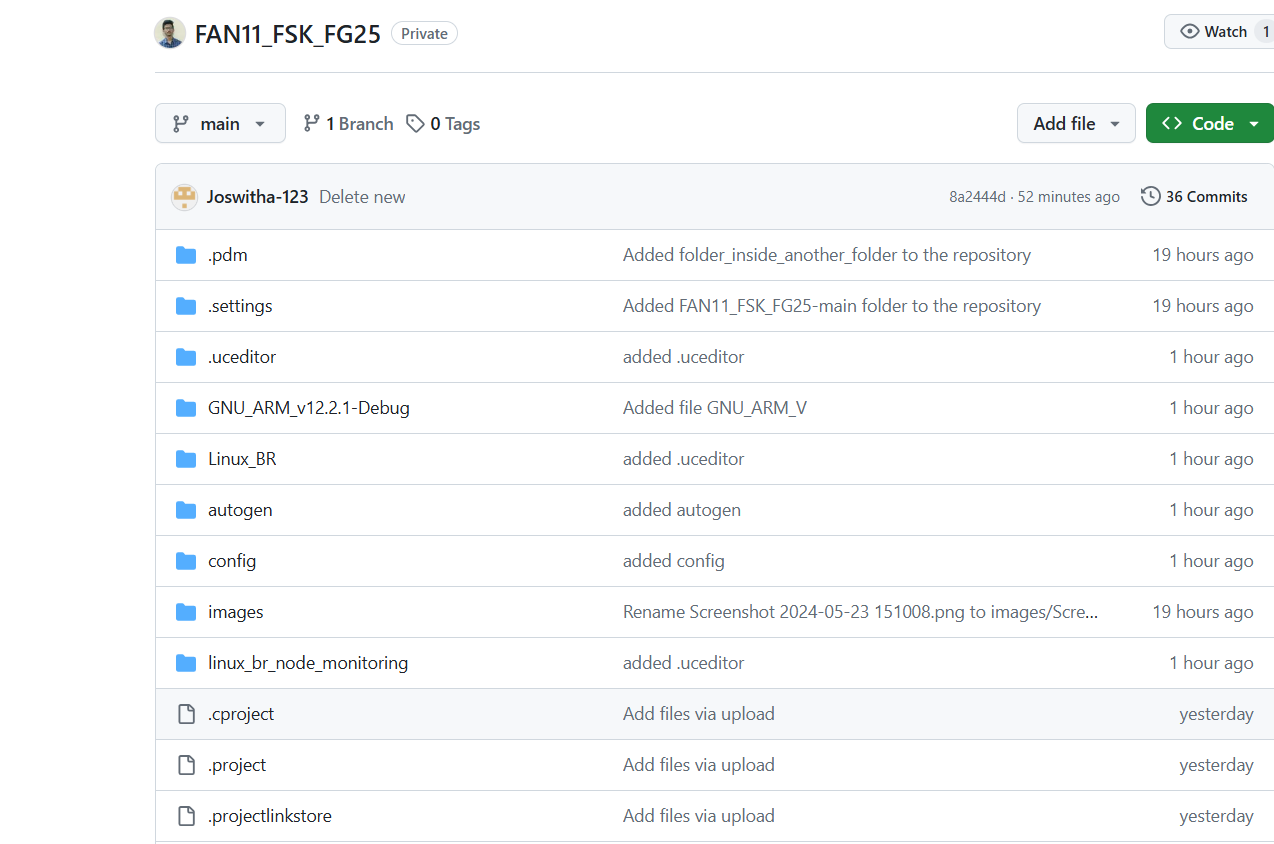 FAN11_FSK_FG25 Private Watch 1
main 1 Branch 0 Tags Add file Code
Joswitha-123 Delete new 8a2444d · 52 minutes ago 36 Commits
.pdm Added folder_inside_another_folder to the repository 19 hours ago
.settings Added FAN11_FSK_FG25-main folder to the repository 19 hours ago
.uceditor added .uceditor 1 hour ago
GNU_ARM_v12.2.1-Debug Added file GNU_ARM_V 1 hour ago
Linux_BR added .uceditor 1 hour ago
autogen added autogen 1 hour ago
config added config 1 hour ago
images Rename Screenshot 2024-05-23 151008.png to images/Scre... 19 hours ago
linux_br_node_monitoring added .uceditor 1 hour ago
.cproject Add files via upload yesterday
.project Add files via upload yesterday
.projectlinkstore Add files via upload yesterday